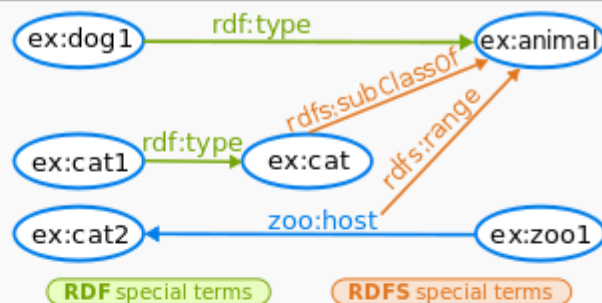 rdf:type
ex:dog1
ex:animal
rdfs:subClassOf
rdfs:range
rdf:type
ex:cat1
ex:cat
zoo:host
ex:cat2
ex:zoo1
RDF special terms
RDFS special terms